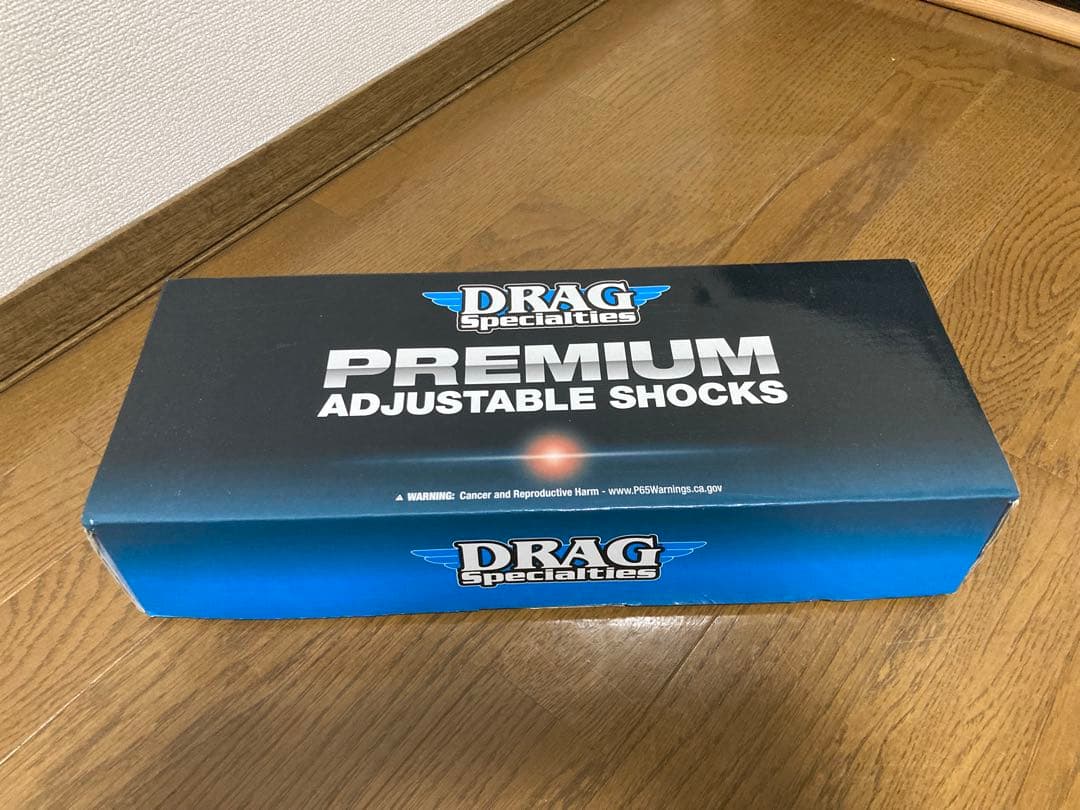 DRAG
Specialties
PREMIUM
ADJUSTABLE SHOCKS
⚠ WARNING: Cancer and Reproductive Harm - www.P65Warnings.ca.gov
DRAG
Specialties